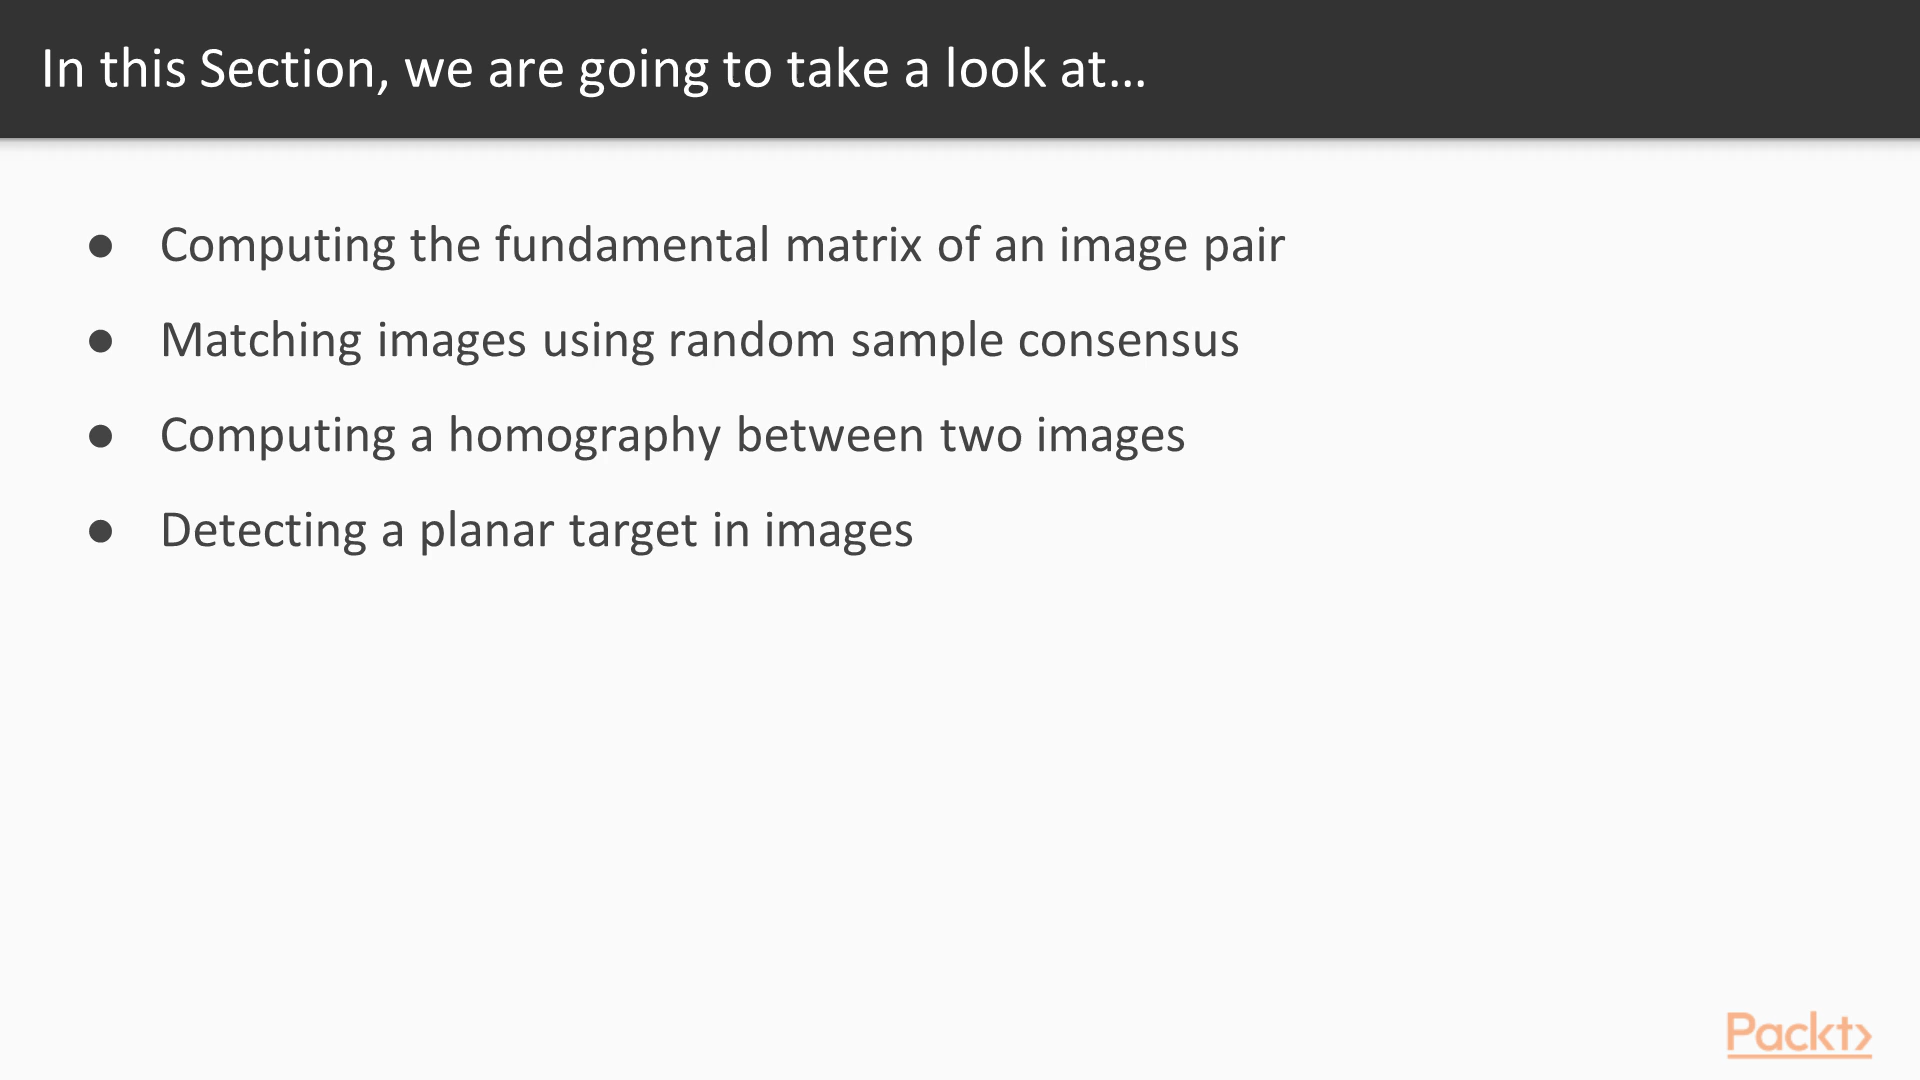 In this Section, we are going to take a look at...
● Computing the fundamental matrix of an image pair
● Matching images using random sample consensus
● Computing a homography between two images
● Detecting a planar target in images
Packt>